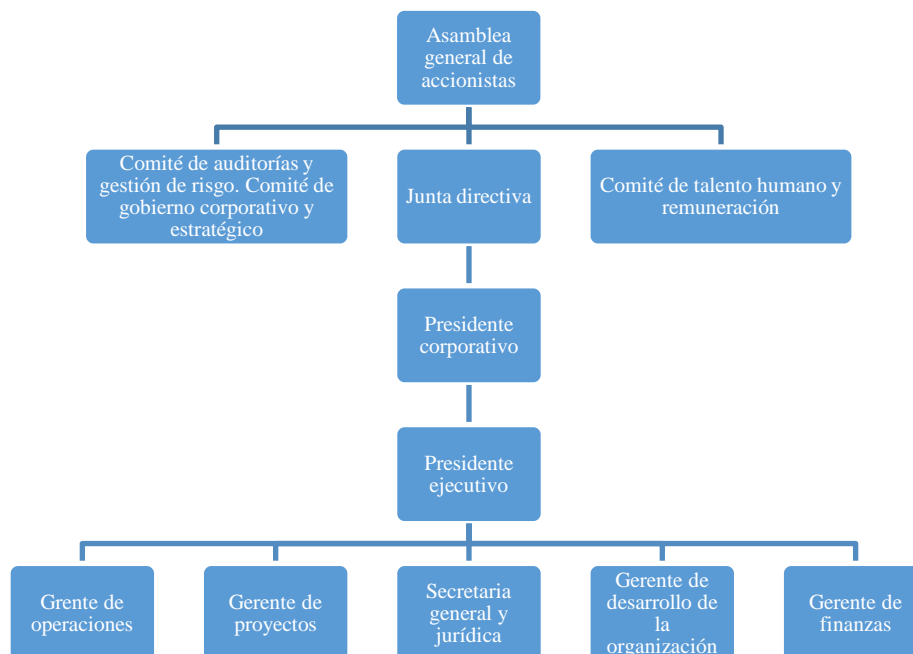 Asamblea
general de
accionistas
Comité de auditorías y
gestión de risgo. Comité de
gobierno corporativo y
estratégico
Junta directiva
Comité de talento humano y
remuneración
Presidente
corporativo
Presidente
ejecutivo
Grente de
operaciones
Gerente de
proyectos
Secretaria
general y
jurídica
Gerente de
desarrollo de
la
organización
Gerente de
finanzas